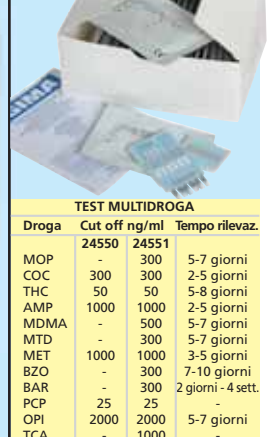 GIMA
TEST MULTIDROGA
Droga Cut off ng/ml Tempo rilevaz.
24550 24551
MOP - 300 5-7 giorni
COC 300 300 2-5 giorni
THC 50 50 5-8 giorni
AMP 1000 1000 2-5 giorni
MDMA - 500 5-7 giorni
MTD - 300 5-7 giorni
MET 1000 1000 3-5 giorni
BZO - 300 7-10 giorni
BAR - 300 2 giorni - 4 sett.
PCP 25 25 -
OPI 2000 2000 5-7 giorni
TCA - 1000 -